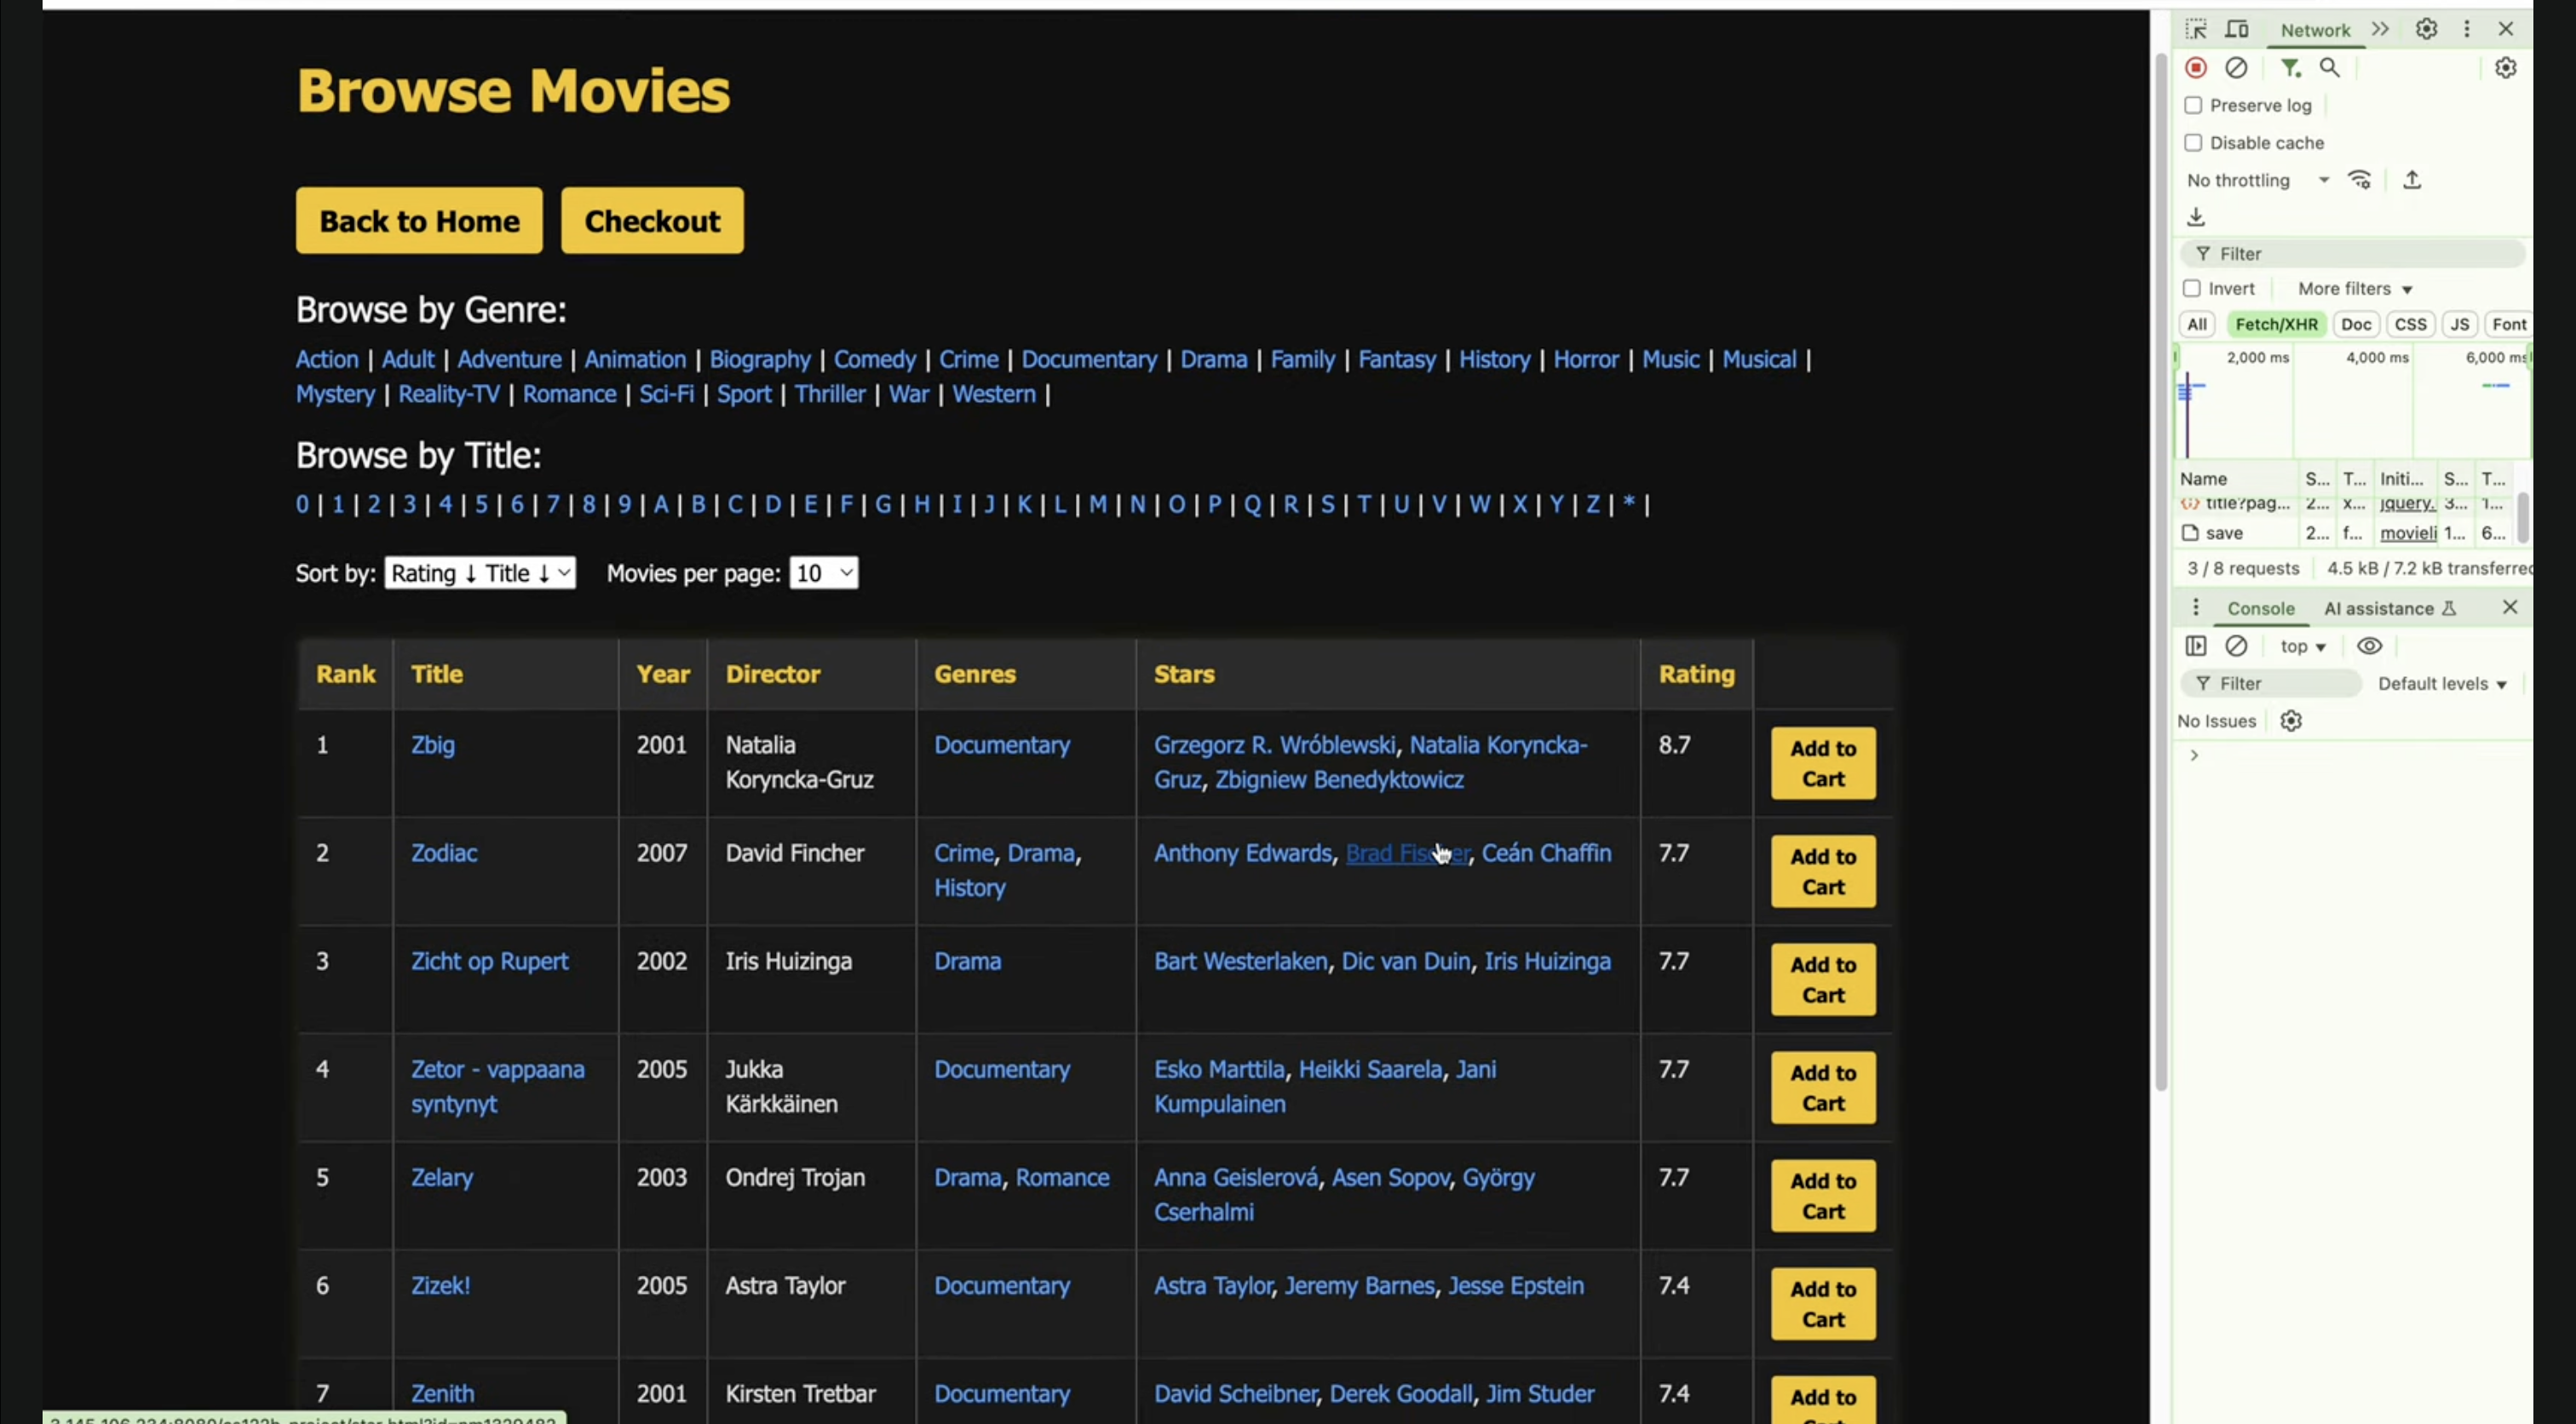 Browse Movies
Back to Home
Checkout
Browse by Genre:
Action | Adult | Adventure | Animation | Biography | Comedy | Crime | Documentary | Drama | Family | Fantasy | History | Horror | Music | Musical |
Mystery | Reality-TV | Romance | Sci-Fi | Sport | Thriller | War | Western |
Browse by Title:
0 | 1 | 2 | 3 | 4 | 5 | 6 | 7 | 8 | 9 | A | B | C | D | E | F | G | H | I | J | K | L | M | N | O | P | Q | R | S | T | U | V | W | X | Y | Z | * |
Sort by: Rating ↓ Title ↓ Movies per page: 10
Rank Title Year Director Genres Stars Rating
1 Zbig 2001 Natalia Koryncka-Gruz Documentary Grzegorz R. Wróblewski, Natalia Koryncka-Gruz, Zbigniew Benedyktowicz 8.7 Add to Cart
2 Zodiac 2007 David Fincher Crime, Drama, History Anthony Edwards, Brad, Ceán Chaffin 7.7 Add to Cart
3 Zicht op Rupert 2002 Iris Huizinga Drama Bart Westerlaken, Dic van Duin, Iris Huizinga 7.7 Add to Cart
4 Zetor - vappaana syntynyt 2005 Jukka Kärkkäinen Documentary Esko Marttila, Heikki Saarela, Jani Kumpulainen 7.7 Add to Cart
5 Zelary 2003 Ondrej Trojan Drama, Romance Anna Geislerová, Asen Sopov, György Cserhalmi 7.7 Add to Cart
6 Zizek! 2005 Astra Taylor Documentary Astra Taylor, Jeremy Barnes, Jesse Epstein 7.4 Add to Cart
7 Zenith 2001 Kirsten Tretbar Documentary David Scheibner, Derek Goodall, Jim Studer 7.4 Add to
Network
Preserve log
Disable cache
No throttling
Filter
Invert More filters
All Fetch/XHR Doc CSS JS Font
2,000 ms 4,000 ms 6,000 ms
Name S... T... Initi... S... T...
title?pag... 2... x... jquery. 3... 1...
save 2... f... movieli 1... 6...
3 / 8 requests 4.5 kB / 7.2 kB transferred
Console AI assistance
top
Filter Default levels
No Issues